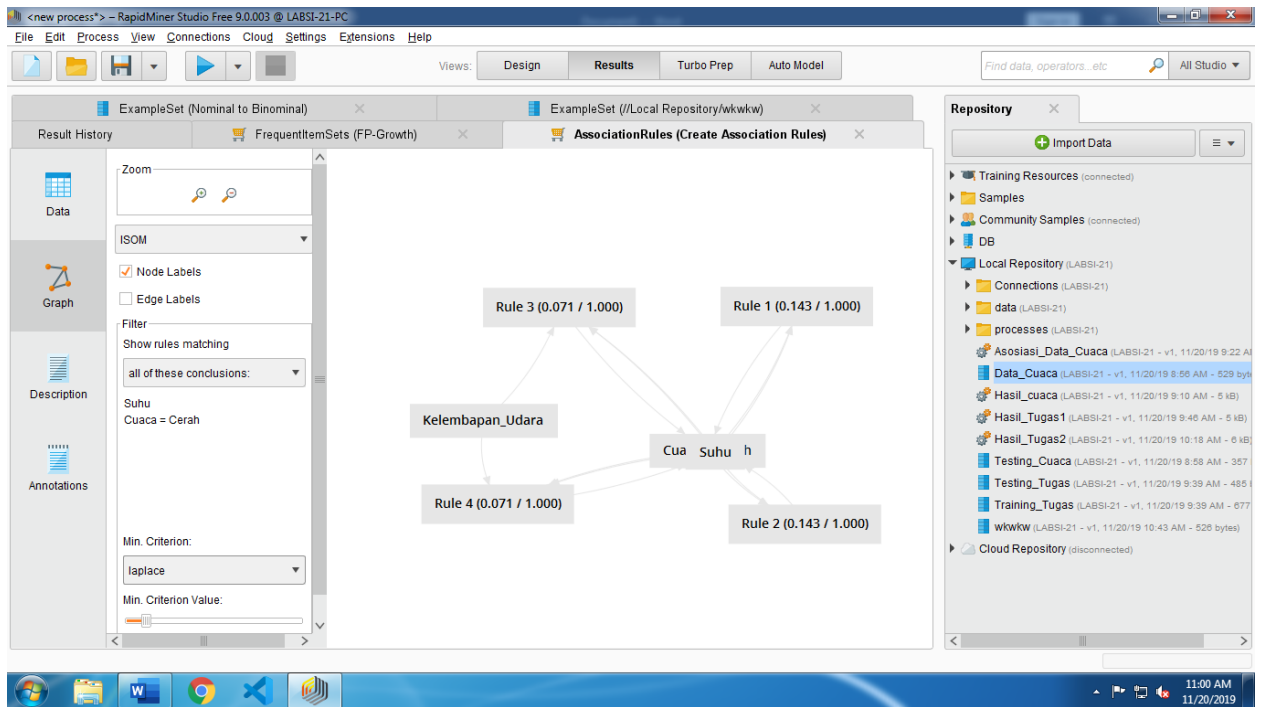 <new process*> – RapidMiner Studio Free 9.0.003 @ LABSI-21-PC
File Edit Process View Connections Cloud Settings Extensions Help
Views: Design Results Turbo Prep Auto Model
Find data, operators...etc All Studio
ExampleSet (Nominal to Binominal)
ExampleSet (//Local Repository/wkwkw)
Result History
FrequentItemSets (FP-Growth)
AssociationRules (Create Association Rules)
Data
Graph
Description
Annotations
Zoom
ISOM
Node Labels
Edge Labels
Filter
Show rules matching
all of these conclusions:
Suhu
Cuaca = Cerah
Min. Criterion:
laplace
Min. Criterion Value:
Rule 3 (0.071 / 1.000)
Rule 1 (0.143 / 1.000)
Kelembapan_Udara
Cua Suhu h
Rule 4 (0.071 / 1.000)
Rule 2 (0.143 / 1.000)
Repository
Import Data
Training Resources (connected)
Samples
Community Samples (connected)
DB
Local Repository (LABSI-21)
Connections (LABSI-21)
data (LABSI-21)
processes (LABSI-21)
Asosiasi_Data_Cuaca (LABSI-21 - v1, 11/20/19 9:22 AM
Data_Cuaca (LABSI-21 - v1, 11/20/19 8:56 AM - 529 byte
Hasil_cuaca (LABSI-21 - v1, 11/20/19 9:10 AM - 5 kB)
Hasil_Tugas1 (LABSI-21 - v1, 11/20/19 9:46 AM - 5 kB)
Hasil_Tugas2 (LABSI-21 - v1, 11/20/19 10:18 AM - 6 kB)
Testing_Cuaca (LABSI-21 - v1, 11/20/19 8:58 AM - 357
Testing_Tugas (LABSI-21 - v1, 11/20/19 9:39 AM - 485
Training_Tugas (LABSI-21 - v1, 11/20/19 9:39 AM - 677
wkwkw (LABSI-21 - v1, 11/20/19 10:43 AM - 526 bytes)
Cloud Repository (disconnected)
11:00 AM
11/20/2019